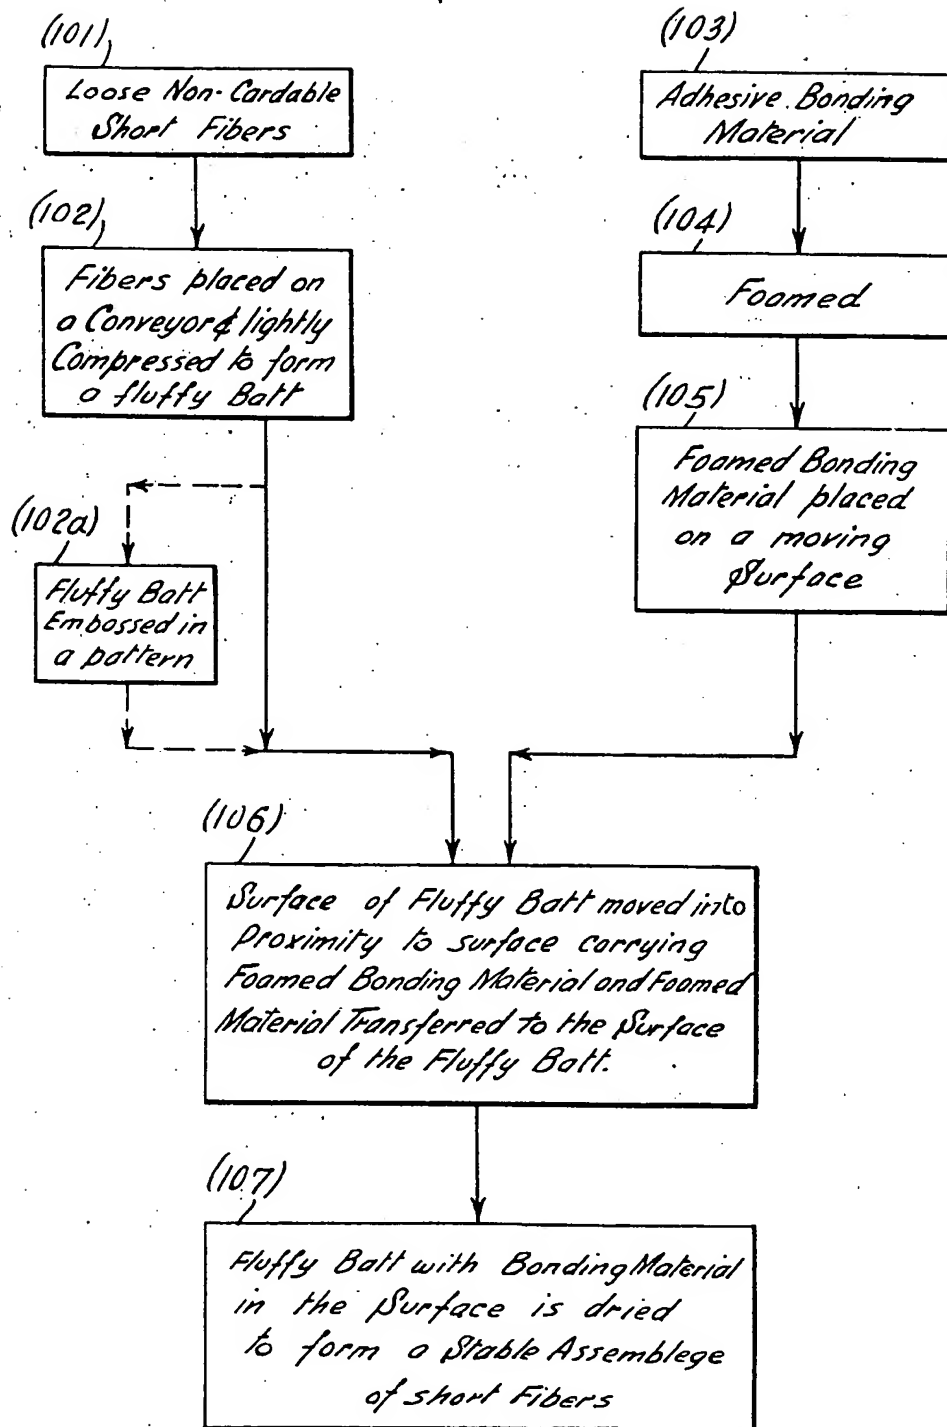 (101)
Loose Non-Cardable
Short Fibers
(102)
Fibers placed on
a Conveyor & lightly
Compressed to form
a fluffy Batt
(102a)
Fluffy Batt
Embossed in
a pattern
(103)
Adhesive Bonding
Material
(104)
Foamed
(105)
Foamed Bonding
Material placed
on a moving
Surface
(106)
Surface of Fluffy Batt moved into
Proximity to surface carrying
Foamed Bonding Material and Foamed
Material Transferred to the Surface
of the Fluffy Batt.
(107)
Fluffy Batt with Bonding Material
in the Surface is dried
to form a Stable Assemblege
of short Fibers